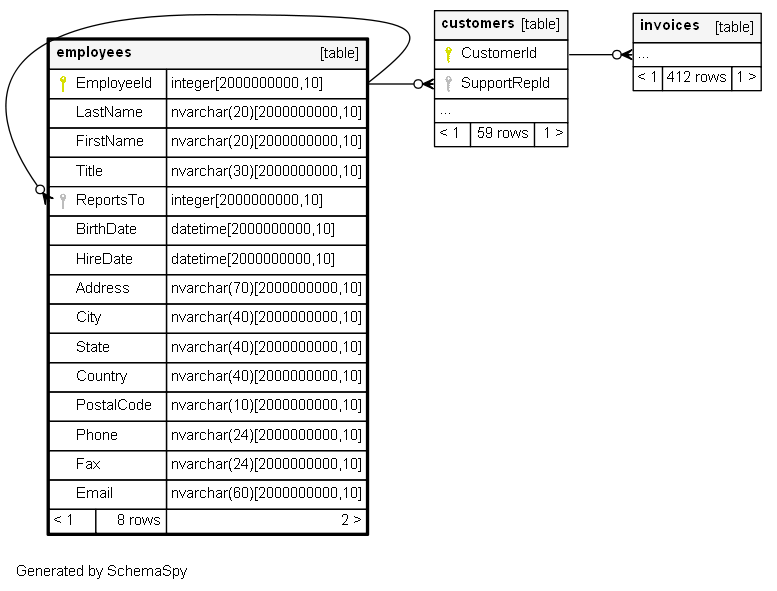 employees [table]
EmployeeId integer[2000000000,10]
LastName nvarchar(20)[2000000000,10]
FirstName nvarchar(20)[2000000000,10]
Title nvarchar(30)[2000000000,10]
ReportsTo integer[2000000000,10]
BirthDate datetime[2000000000,10]
HireDate datetime[2000000000,10]
Address nvarchar(70)[2000000000,10]
City nvarchar(40)[2000000000,10]
State nvarchar(40)[2000000000,10]
Country nvarchar(40)[2000000000,10]
PostalCode nvarchar(10)[2000000000,10]
Phone nvarchar(24)[2000000000,10]
Fax nvarchar(24)[2000000000,10]
Email nvarchar(60)[2000000000,10]
< 1 8 rows 2 >
customers [table]
CustomerId
SupportRepId
...
< 1 59 rows 1 >
invoices [table]
...
< 1 412 rows 1 >
Generated by SchemaSpy